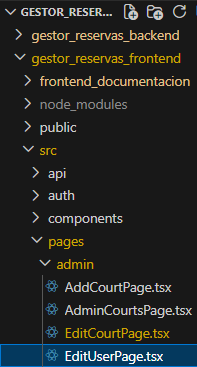 GESTOR_RESER...
gestor_reservas_backend
gestor_reservas_frontend
frontend_documentacion
node_modules
public
src
api
auth
components
pages
admin
AddCourtPage.tsx
AdminCourtsPage.tsx
EditCourtPage.tsx
EditUserPage.tsx